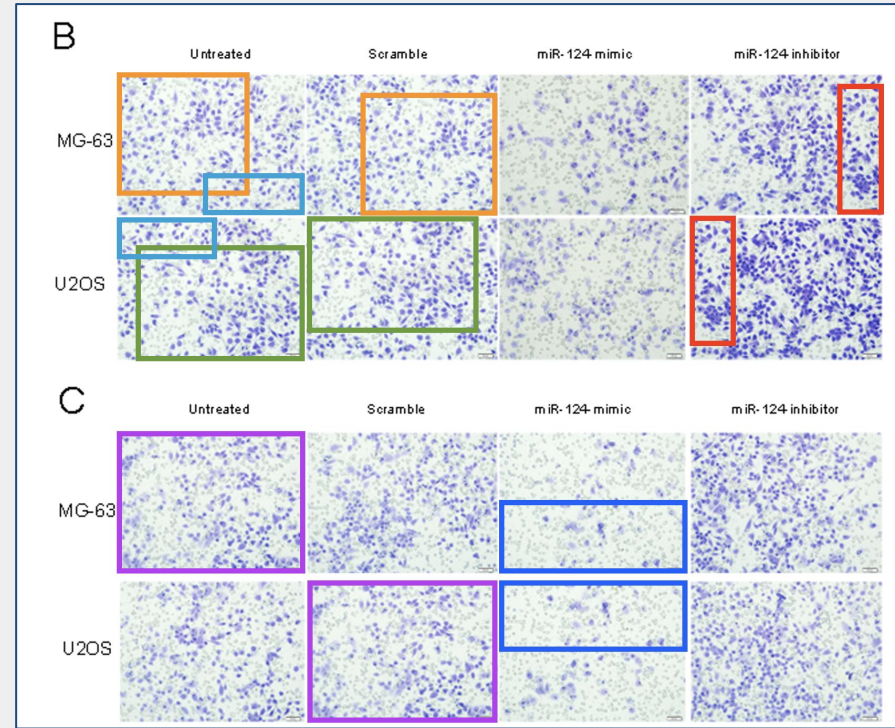 B
Untreated Scramble miR-124-mimic miR-124-inhibitor
MG-63
U2OS
C
Untreated Scramble miR-124-mimic miR-124-inhibitor
MG-63
U2OS